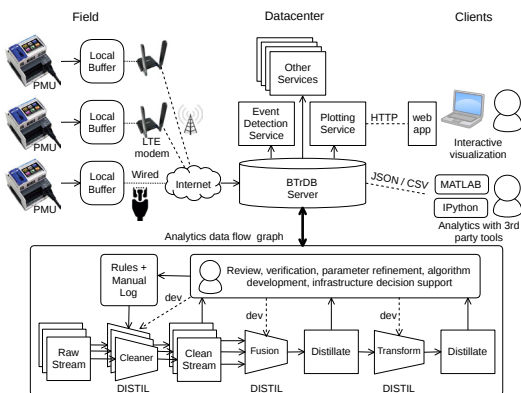 Field
Datacenter
Clients
PMU
Local
Buffer
PMU
Local
Buffer
LTE
modem
PMU
Local
Buffer
Wired
Internet
Other
Services
Event
Detection
Service
Plotting
Service
HTTP
web
app
Interactive
visualization
BTrDB
Server
JSON / CSV
MATLAB
IPython
Analytics with 3rd
party tools
Analytics data flow graph
Rules +
Manual
Log
Review, verification, parameter refinement, algorithm
development, infrastructure decision support
dev
dev
dev
Raw
Stream
Cleaner
Clean
Stream
Fusion
Distillate
Transform
Distillate
DISTIL
DISTIL
DISTIL